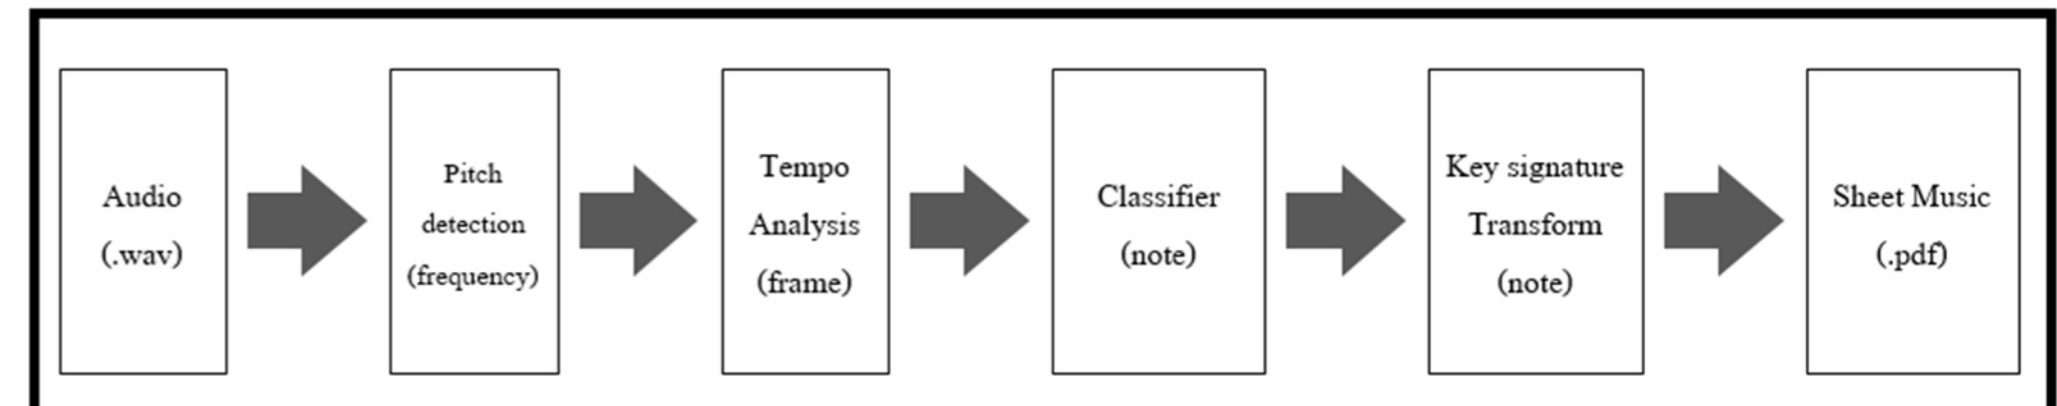 Audio
(.wav)
Pitch
detection
(frequency)
Tempo
Analysis
(frame)
Classifier
(note)
Key signature
Transform
(note)
Sheet Music
(.pdf)